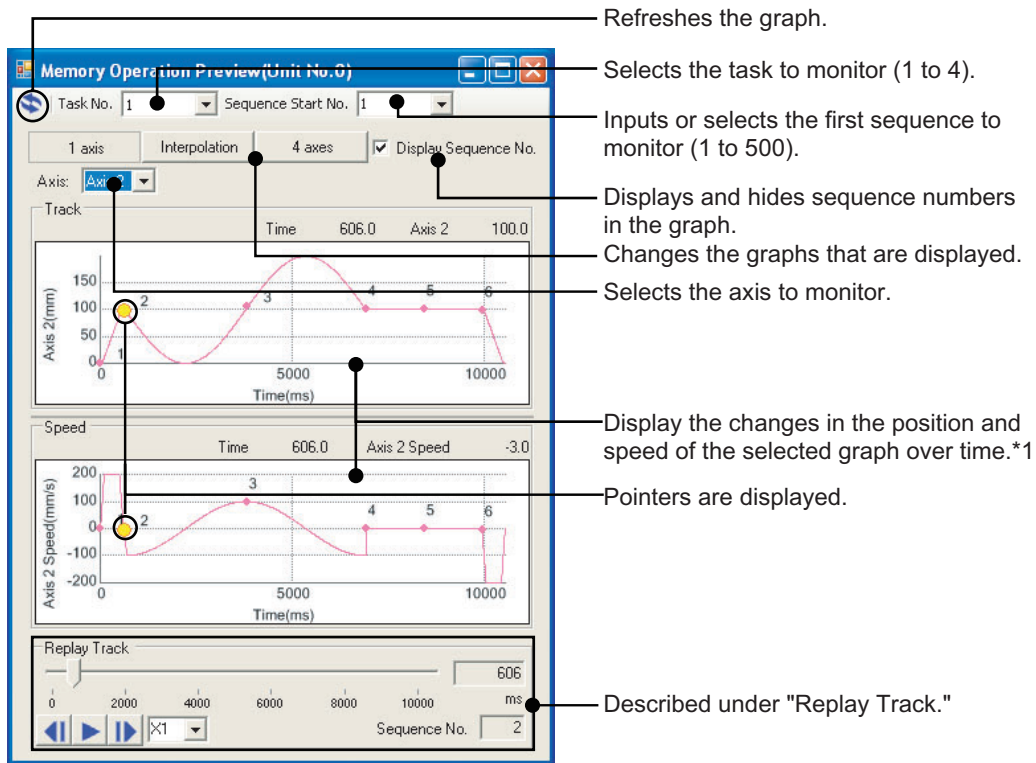 Refreshes the graph.
Memory Operation Preview(Unit No.0)
Selects the task to monitor (1 to 4).
Task No. 1 Sequence Start No. 1
Inputs or selects the first sequence to
monitor (1 to 500).
1 axis Interpolation 4 axes Display Sequence No.
Axis: Axis 2
Displays and hides sequence numbers
in the graph.
Changes the graphs that are displayed.
Selects the axis to monitor.
Track
Time 606.0 Axis 2 100.0
Axis 2(mm)
150
100
50
0
1 2 3 4 5 6
0 5000 10000
Time(ms)
Display the changes in the position and
speed of the selected graph over time.*1
Pointers are displayed.
Speed
Time 606.0 Axis 2 Speed -3.0
Axis 2 Speed(mm/s)
200
100
0
-100
-200
2 3 4 5 6
0 5000 10000
Time(ms)
Replay Track
606
0 2000 4000 6000 8000 10000 ms
X1 Sequence No. 2
Described under "Replay Track."